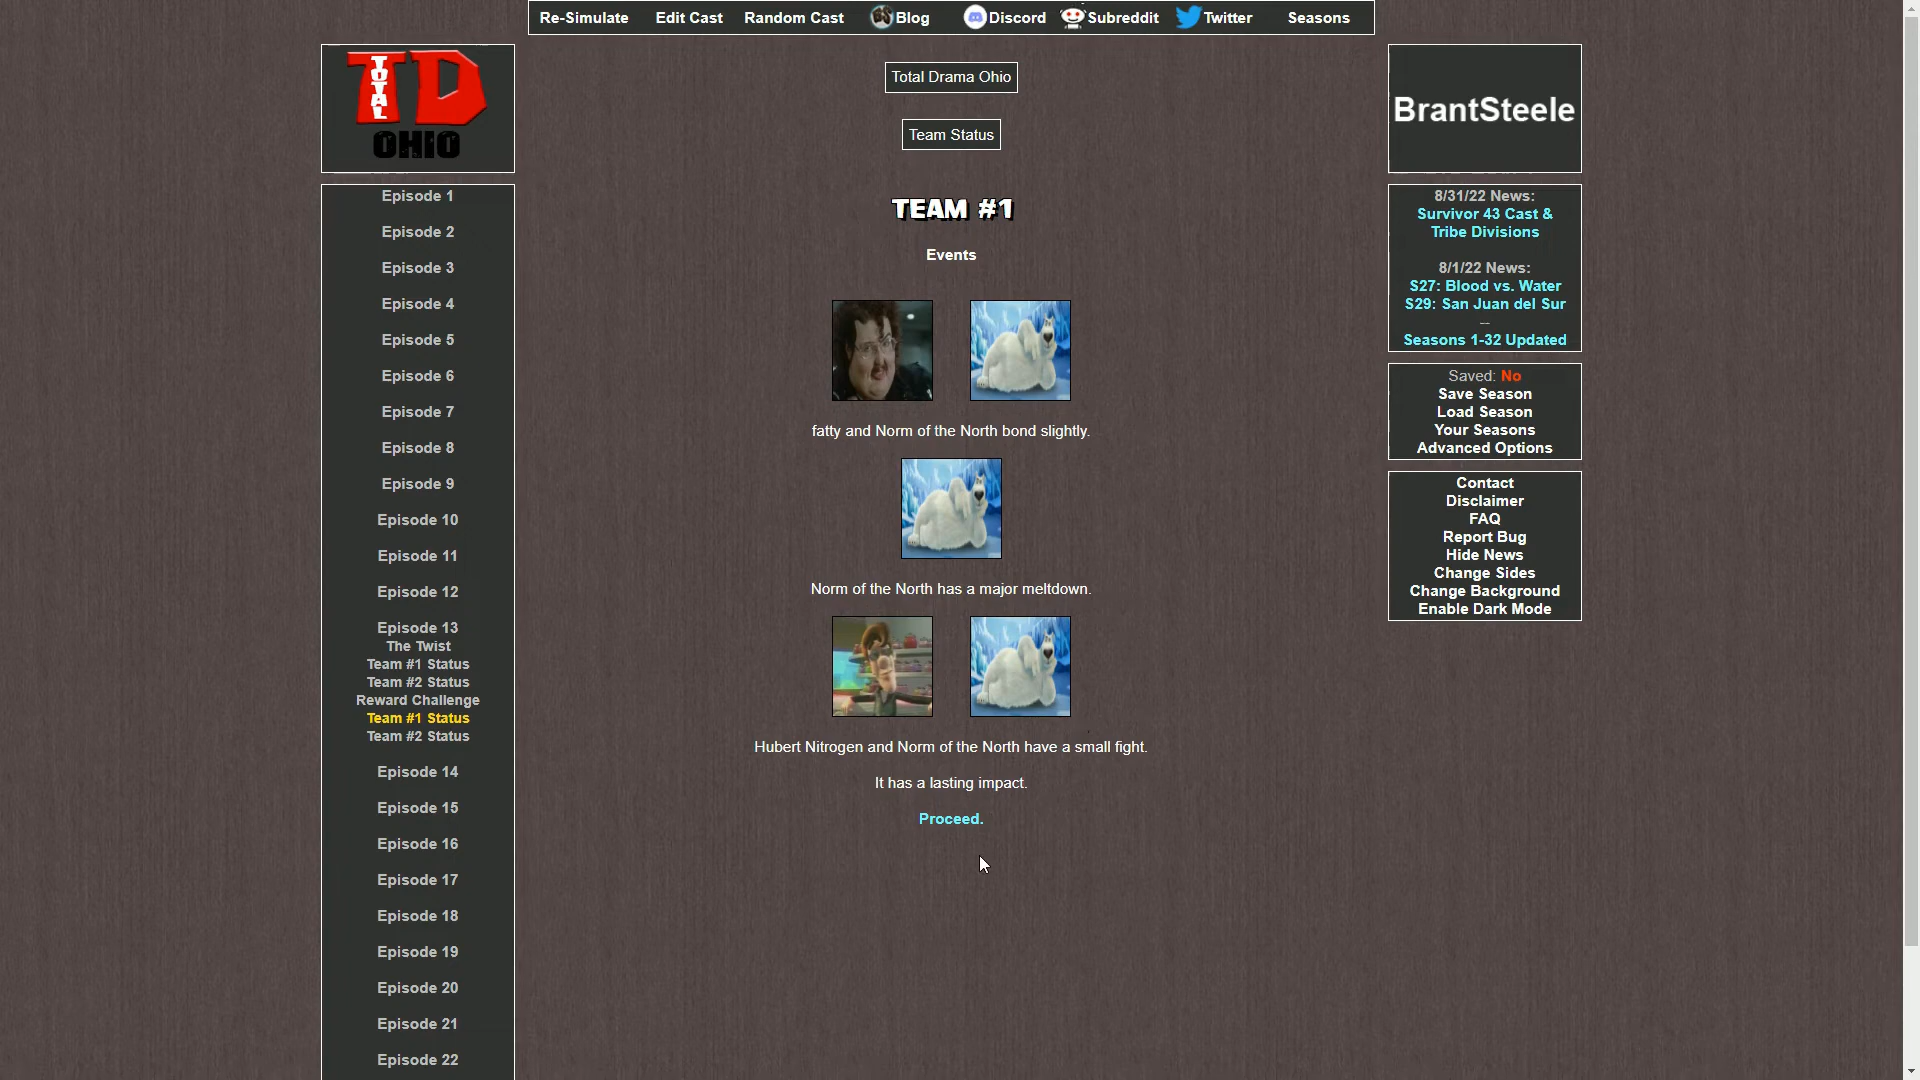 Re-Simulate Edit Cast Random Cast Blog Discord Subreddit Twitter Seasons
TD
TOTAL
OHIO
Episode 1
Episode 2
Episode 3
Episode 4
Episode 5
Episode 6
Episode 7
Episode 8
Episode 9
Episode 10
Episode 11
Episode 12
Episode 13
The Twist
Team #1 Status
Team #2 Status
Reward Challenge
Team #1 Status
Team #2 Status
Episode 14
Episode 15
Episode 16
Episode 17
Episode 18
Episode 19
Episode 20
Episode 21
Episode 22
Total Drama Ohio
Team Status
TEAM #1
Events
fatty and Norm of the North bond slightly.
Norm of the North has a major meltdown.
Hubert Nitrogen and Norm of the North have a small fight.
It has a lasting impact.
Proceed.
BrantSteele
8/31/22 News:
Survivor 43 Cast &
Tribe Divisions
8/1/22 News:
S27: Blood vs. Water
S29: San Juan del Sur
--
Seasons 1-32 Updated
Saved: No
Save Season
Load Season
Your Seasons
Advanced Options
Contact
Disclaimer
FAQ
Report Bug
Hide News
Change Sides
Change Background
Enable Dark Mode